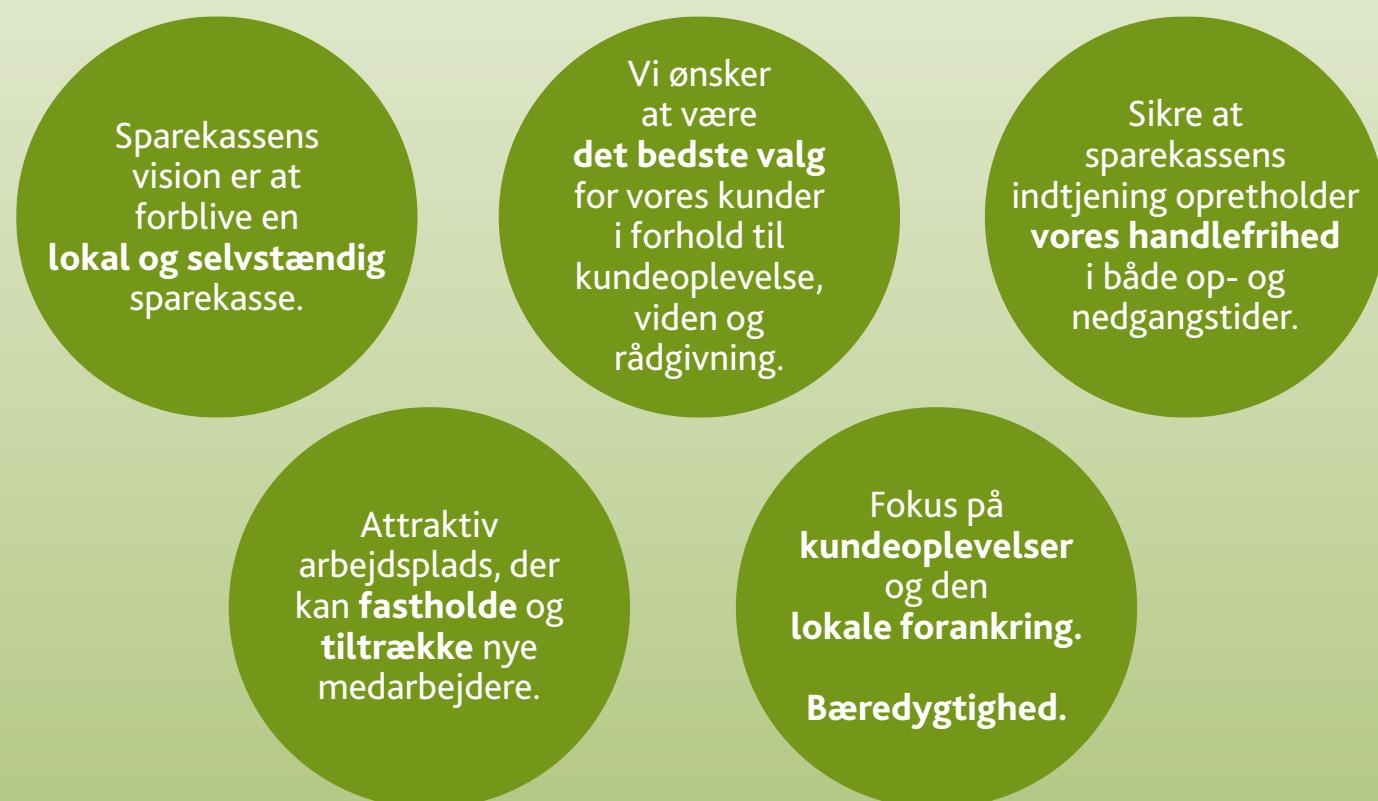 Sparekassens
vision er at
forblive en
lokal og selvstændig
sparekasse.
Vi ønsker
at være
det bedste valg
for vores kunder
i forhold til
kundeoplevelse,
viden og
rådgivning.
Sikre at
sparekassens
indtjening opretholder
vores handlefrihed
i både op- og
nedgangstider.
Attraktiv
arbejdsplads, der
kan fastholde og
tiltrække nye
medarbejdere.
Fokus på
kundeoplevelser
og den
lokale forankring.
Bæredygtighed.